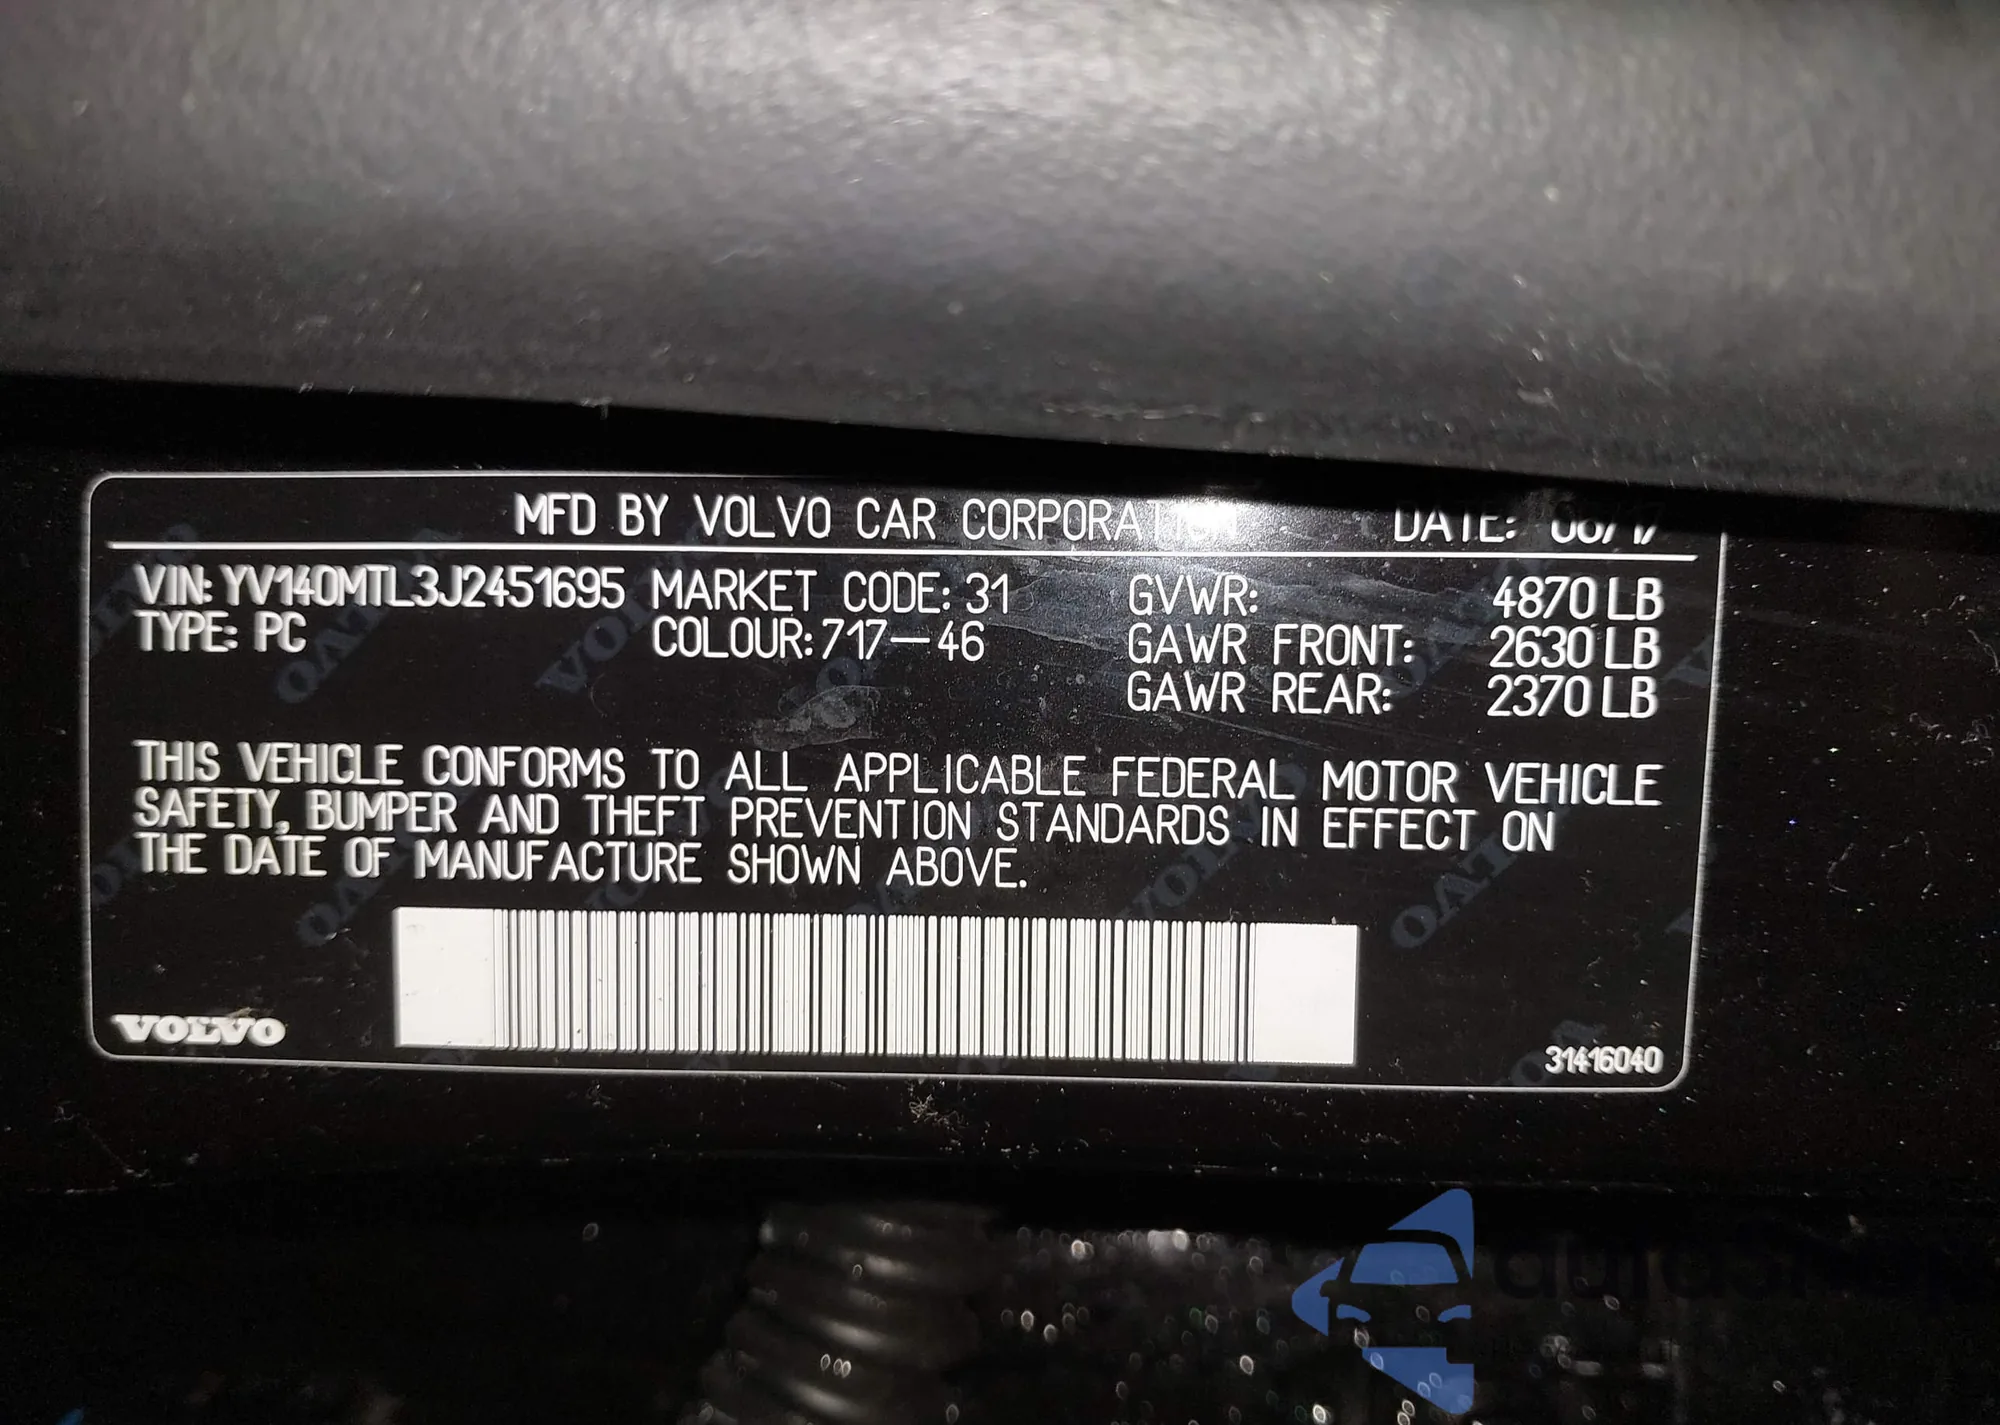 MFD BY VOLVO CAR CORPORATION DATE: 06/17
VIN: YV140MTL3J2451695 MARKET CODE: 31 GVWR: 4870 LB
TYPE: PC COLOUR: 717-46 GAWR FRONT: 2630 LB
GAWR REAR: 2370 LB
THIS VEHICLE CONFORMS TO ALL APPLICABLE FEDERAL MOTOR VEHICLE
SAFETY, BUMPER AND THEFT PREVENTION STANDARDS IN EFFECT ON
THE DATE OF MANUFACTURE SHOWN ABOVE.
VOLVO
31416040